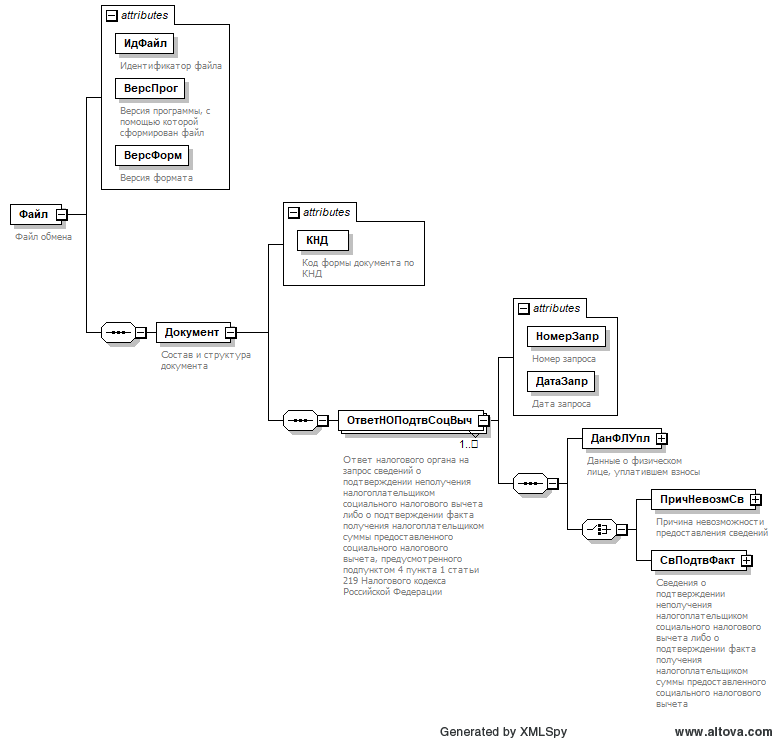 attributes
ИдФайл
Идентификатор файла
ВерсПрог
Версия программы, с
помощью которой
сформирован файл
ВерсФорм
Версия формата
Файл
Файл обмена
Документ
Состав и структура
документа
attributes
КНД
Код формы документа по
КНД
ОтветНОПодтвСоцВыч
1..
Ответ налогового органа на
запрос сведений о
подтверждении неполучения
налогоплательщиком
социального налогового вычета
либо о подтверждении факта
получения налогоплательщиком
суммы предоставленного
социального налогового
вычета, предусмотренного
подпунктом 4 пункта 1 статьи
219 Налогового кодекса
Российской Федерации
attributes
НомерЗапр
Номер запроса
ДатаЗапр
Дата запроса
ДанФЛУпл
Данные о физическом
лице, уплатившем взносы
ПричНевозмСв
Причина невозможности
предоставления сведений
СвПодтвФакт
Сведения о
подтверждении
неполучения
налогоплательщиком
социального налогового
вычета либо о
подтверждении факта
получения
налогоплательщиком
суммы предоставленного
социального налогового
вычета
Generated by XMLSpy
www.altova.com